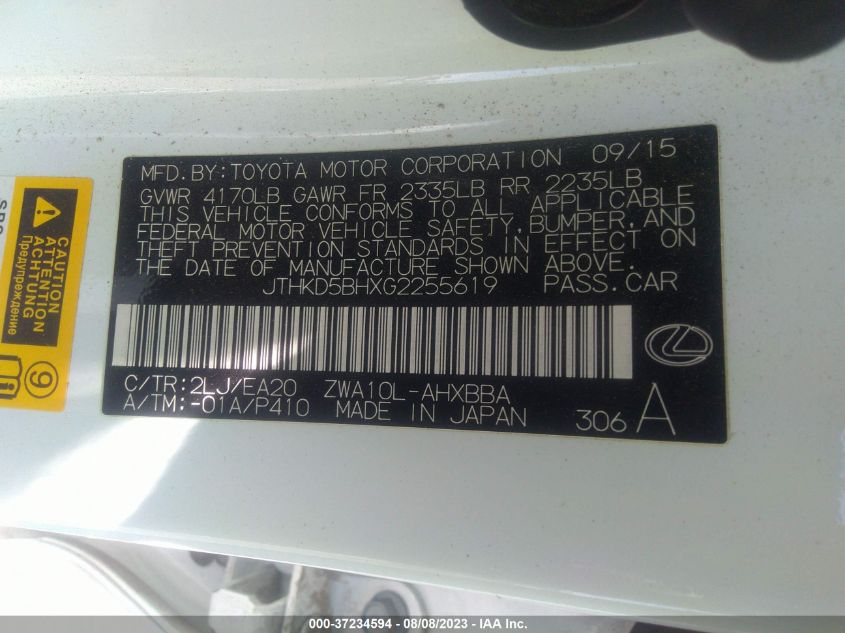 MFD. BY: TOYOTA MOTOR CORPORATION 09/15
GVWR 4170LB GAWR FR 2335LB RR 2235LB
THIS VEHICLE CONFORMS TO ALL APPLICABLE
FEDERAL MOTOR VEHICLE SAFETY, BUMPER, AND
THEFT PREVENTION STANDARDS IN EFFECT ON
THE DATE OF MANUFACTURE SHOWN ABOVE.
JTHKD5BHXG2255619 PASS.CAR
C/TR:2LJ/EA20 ZWA10L-AHXBBA
A/TM:-01A/P410 MADE IN JAPAN 306 A
CAUTION
ATTENTION
ACHTUNG
Предупреждение
9
SRS
000-37234594 - 08/08/2023 - IAA Inc.